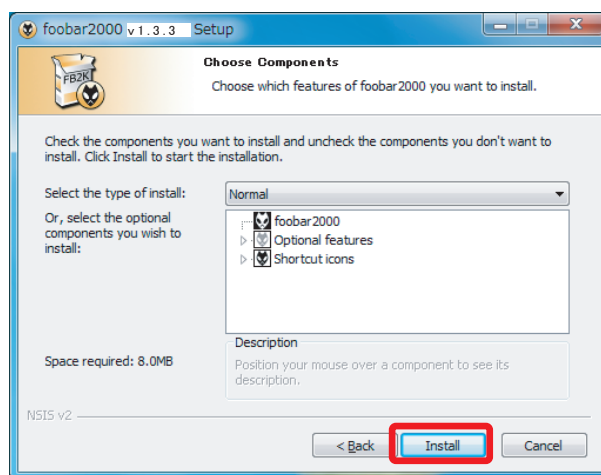 foobar2000 v1.3.3 Setup
Choose Components
Choose which features of foobar2000 you want to install.
FB2K
Check the components you want to install and uncheck the components you don't want to
install. Click Install to start the installation.
Select the type of install:
Normal
Or, select the optional
components you wish to
install:
foobar2000
Optional features
Shortcut icons
Space required: 8.0MB
Description
Position your mouse over a component to see its
description.
NSIS v2
< Back
Install
Cancel